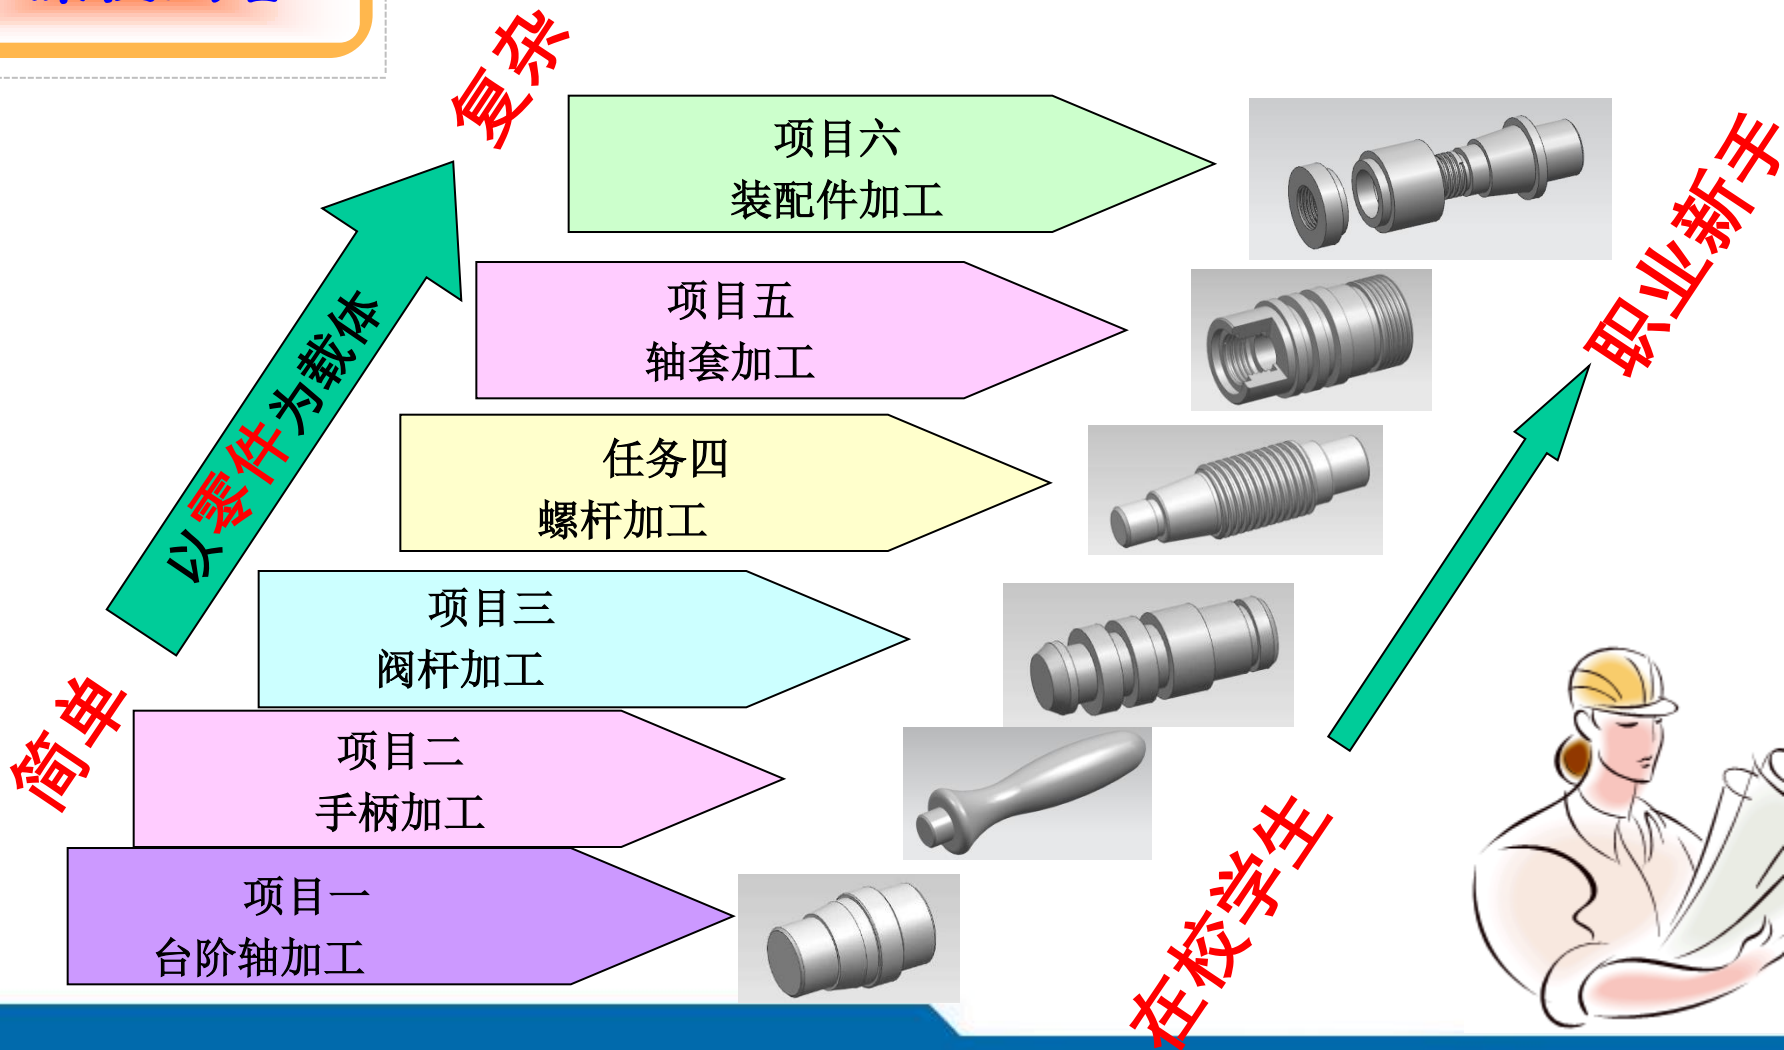 复杂
项目六
装配件加工
项目五
轴套加工
任务四
螺杆加工
项目三
阀杆加工
项目二
手柄加工
项目一
台阶轴加工
以零件为载体
简单
职业新手
在校学生